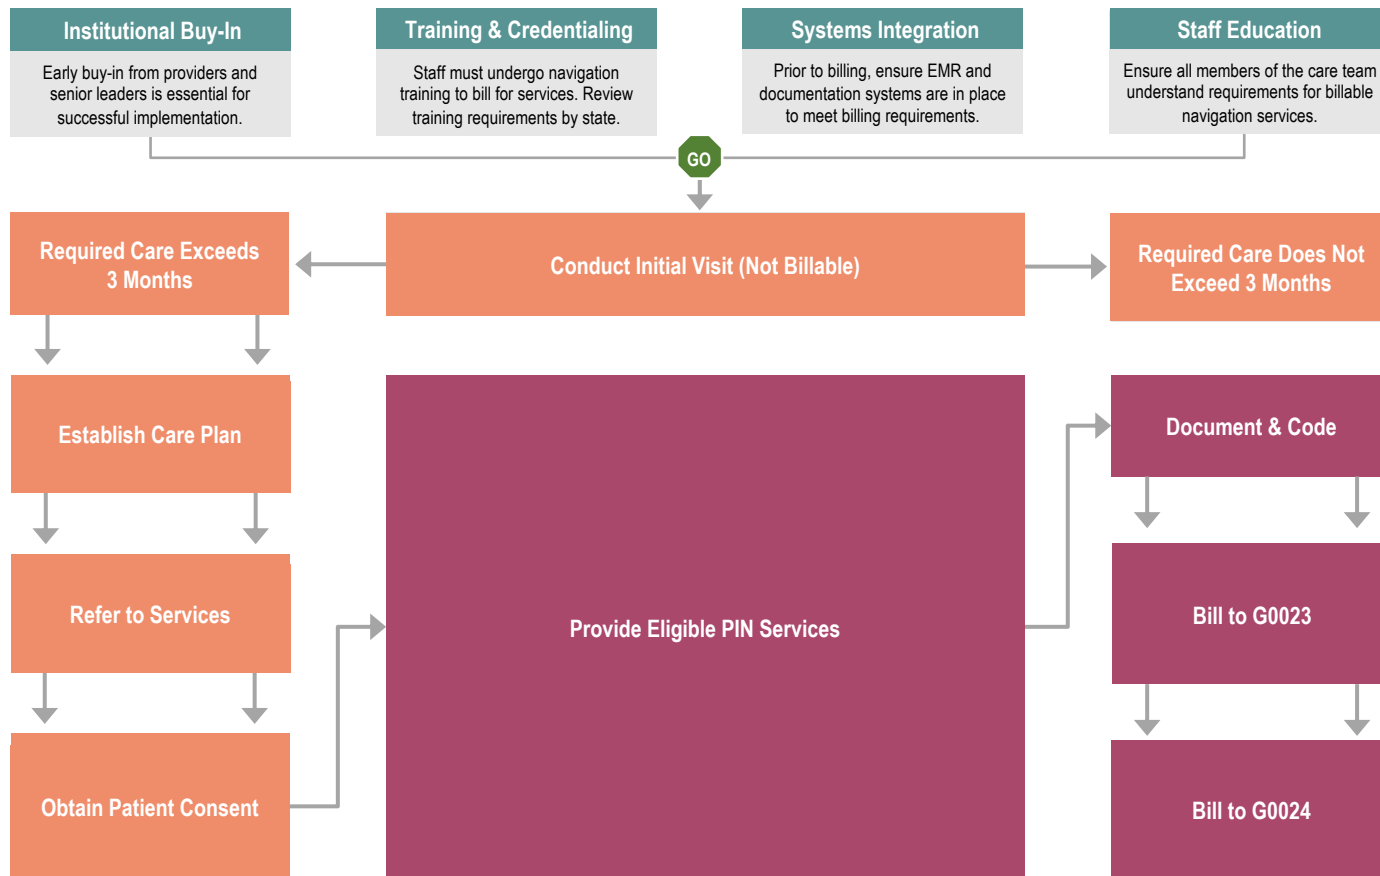 Institutional Buy-In
Early buy-in from providers and
senior leaders is essential for
successful implementation.
Training & Credentialing
Staff must undergo navigation
training to bill for services. Review
training requirements by state.
Systems Integration
Prior to billing, ensure EMR and
documentation systems are in place
to meet billing requirements.
Staff Education
Ensure all members of the care team
understand requirements for billable
navigation services.
GO
Required Care Exceeds
3 Months
Conduct Initial Visit (Not Billable)
Required Care Does Not
Exceed 3 Months
Establish Care Plan
Refer to Services
Obtain Patient Consent
Provide Eligible PIN Services
Document & Code
Bill to G0023
Bill to G0024